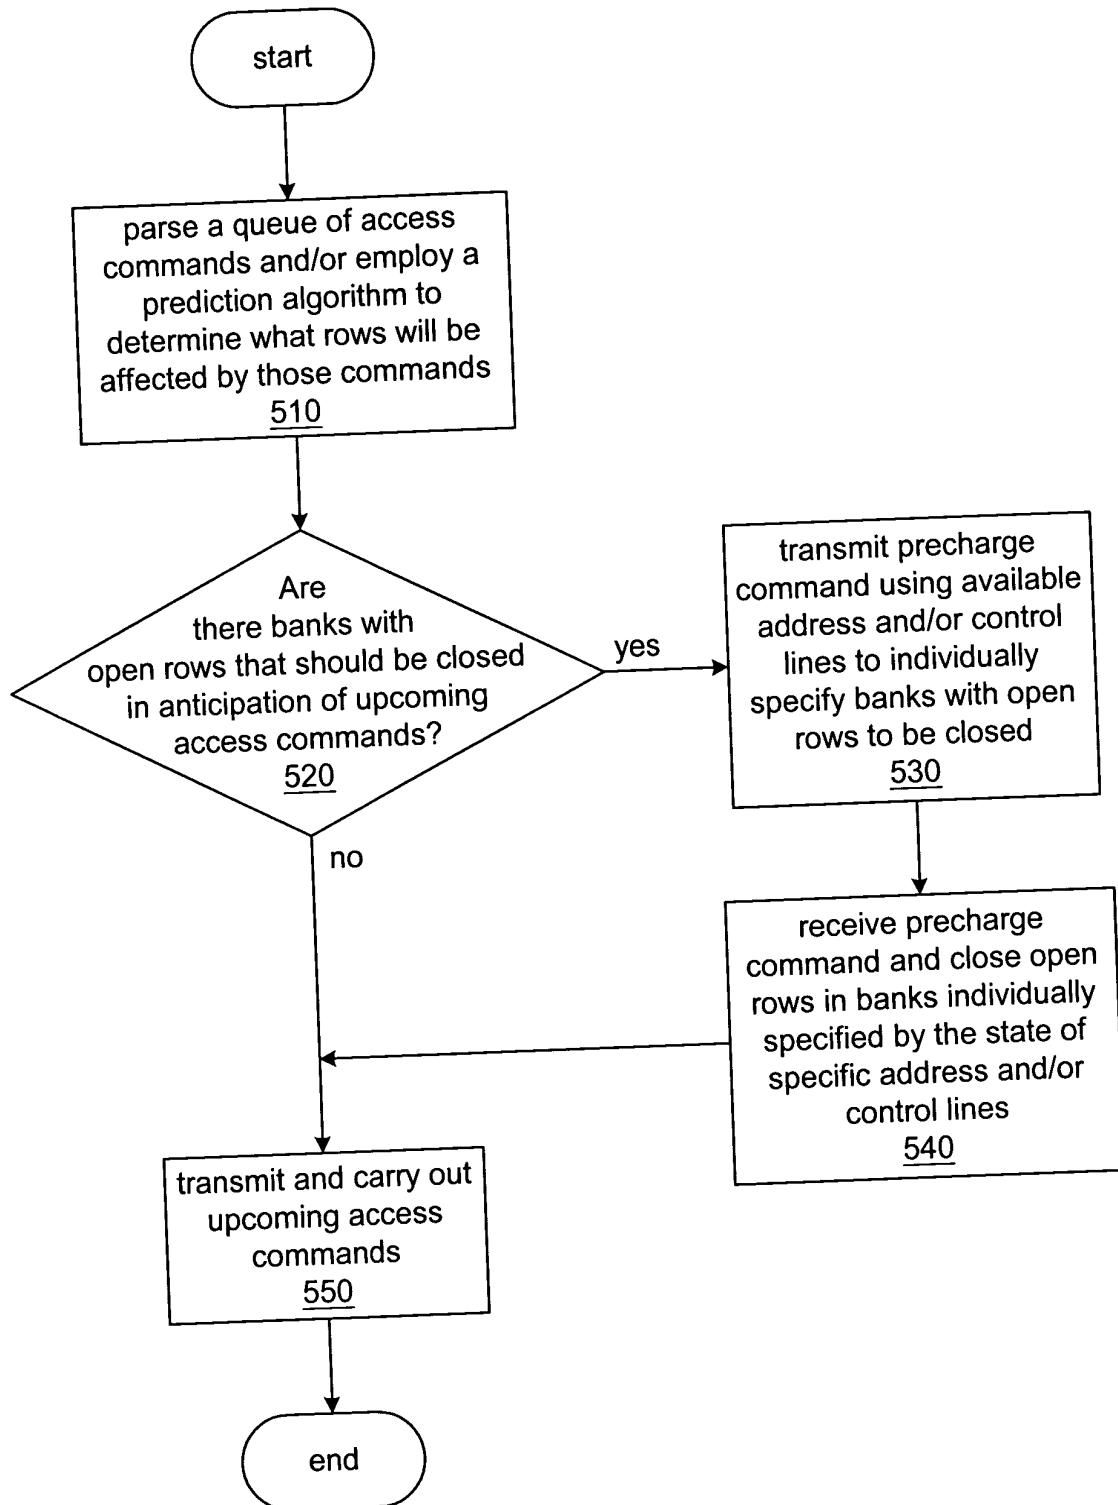 start
parse a queue of access
commands and/or employ a
prediction algorithm to
determine what rows will be
affected by those commands
510
Are
there banks with
open rows that should be closed
in anticipation of upcoming
access commands?
520
yes
no
transmit precharge
command using available
address and/or control
lines to individually
specify banks with open
rows to be closed
530
receive precharge
command and close open
rows in banks individually
specified by the state of
specific address and/or
control lines
540
transmit and carry out
upcoming access
commands
550
end